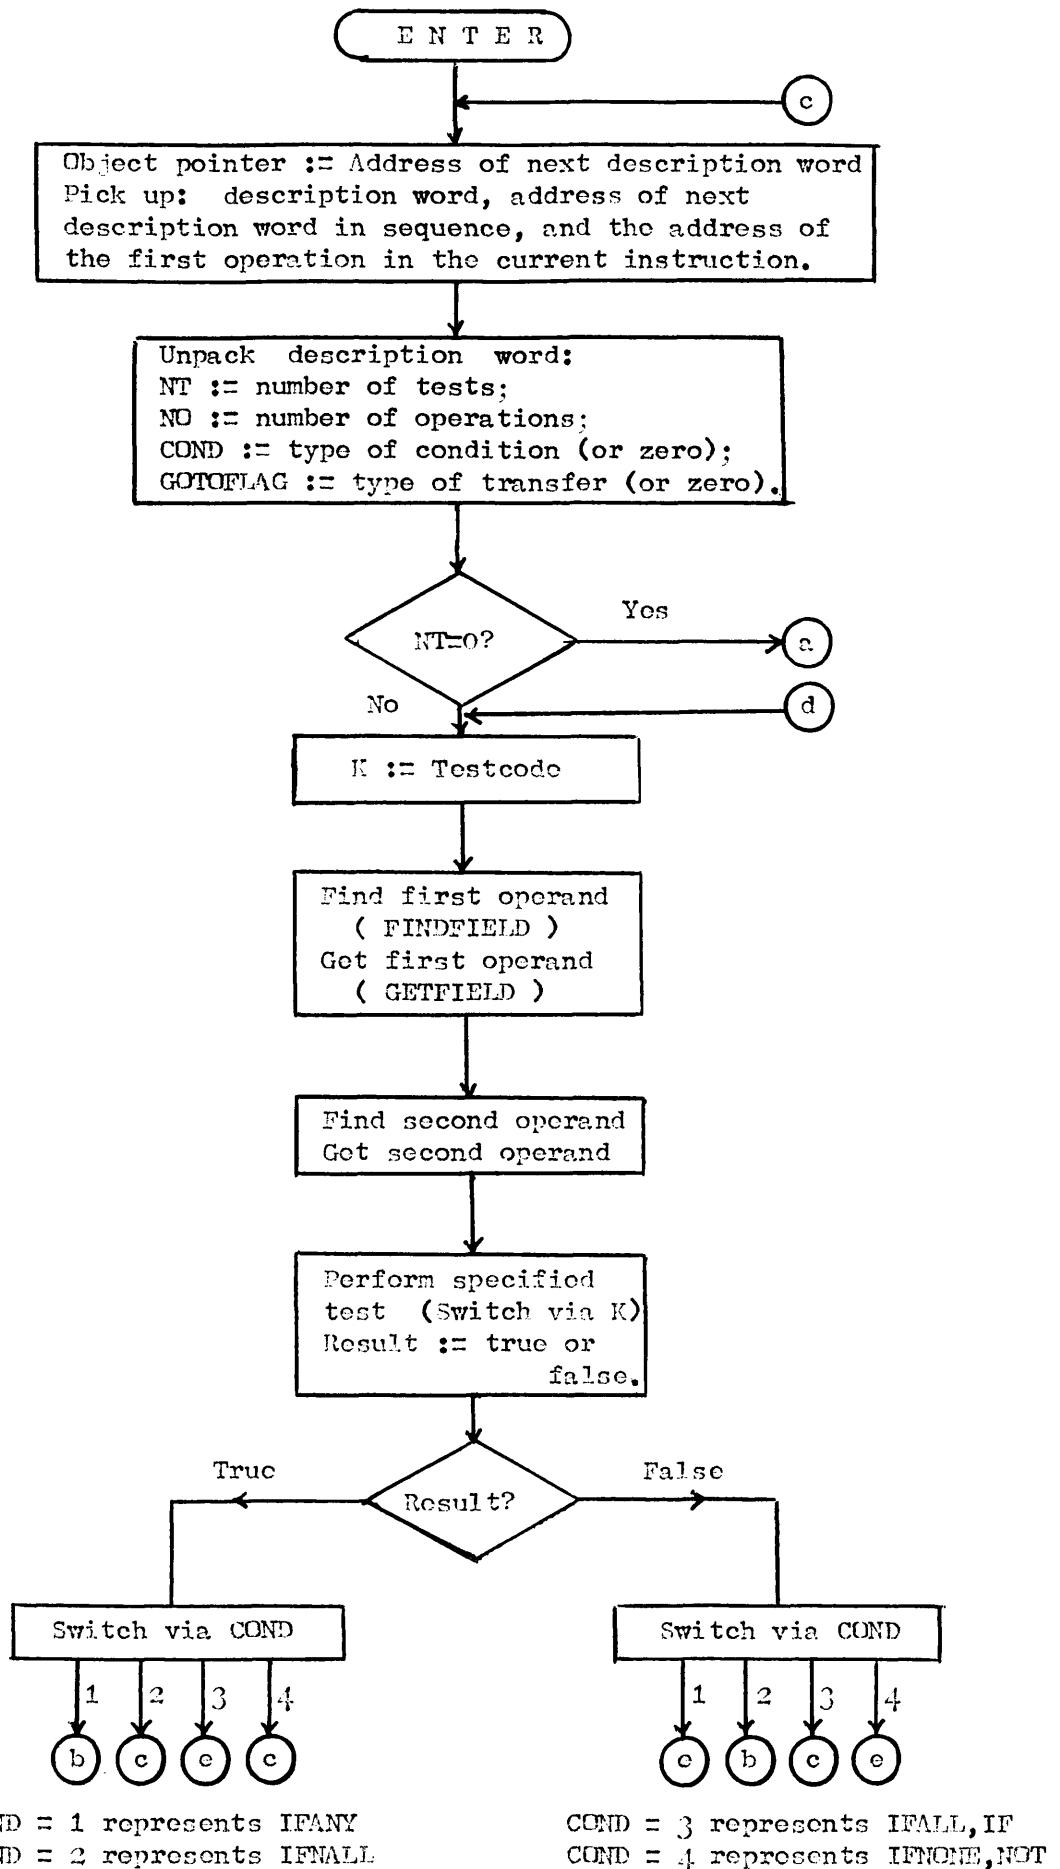 E N T E R
c
Object pointer := Address of next description word
Pick up: description word, address of next
description word in sequence, and the address of
the first operation in the current instruction.
Unpack description word:
NT := number of tests;
NO := number of operations;
COND := type of condition (or zero);
GOTOFLAG := type of transfer (or zero).
NT=0?
Yes
a
No
d
K := Testcode
Find first operand
( FINDFIELD )
Get first operand
( GETFIELD )
Find second operand
Get second operand
Perform specified
test (Switch via K)
Result := true or
false.
True
Result?
False
Switch via COND
1 2 3 4
b c e c
Switch via COND
1 2 3 4
e b c e
ND = 1 represents IFANY
ND = 2 represents IFNALL
COND = 3 represents IFALL,IF
COND = 4 represents IFNONE,NOT